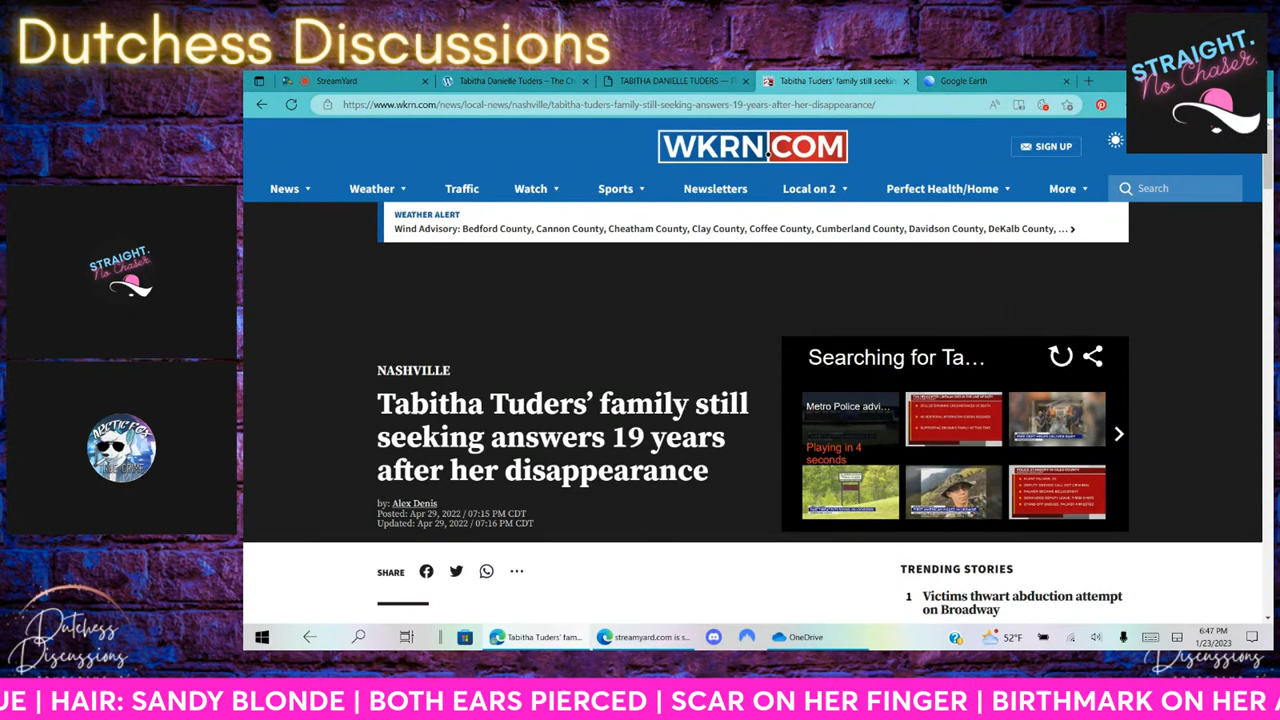 Dutchess Discussions
STRAIGHT.
No Chaser
StreamYard
Tabitha Danielle Tuders – The Ch
TABITHA DANIELLE TUDERS —
Tabitha Tuders' family still seekin
Google Earth
https://www.wkrn.com/news/local-news/nashville/tabitha-tuders-family-still-seeking-answers-19-years-after-her-disappearance/
WKRN.COM
SIGN UP
News
Weather
Traffic
Watch
Sports
Newsletters
Local on 2
Perfect Health/Home
More
Search
WEATHER ALERT
Wind Advisory: Bedford County, Cannon County, Cheatham County, Clay County, Coffee County, Cumberland County, Davidson County, DeKalb County, ...
STRAIGHT.
No Chaser
Searching for Ta...
Metro Police advi...
Playing in 4
seconds
NASHVILLE
Tabitha Tuders' family still
seeking answers 19 years
after her disappearance
by: Alex Denis
Posted: Apr 29, 2022 / 07:15 PM CDT
Updated: Apr 29, 2022 / 07:16 PM CDT
ARCTIC FOX
TRUE CRIME
SHARE
TRENDING STORIES
1 Victims thwart abduction attempt
on Broadway
Tabitha Tuders' fam...
streamyard.com is s...
OneDrive
52°F
6:47 PM
1/23/2023
Dutchess
Discussions
Discussions
UE | HAIR: SANDY BLONDE | BOTH EARS PIERCED | SCAR ON HER FINGER | BIRTHMARK ON HER